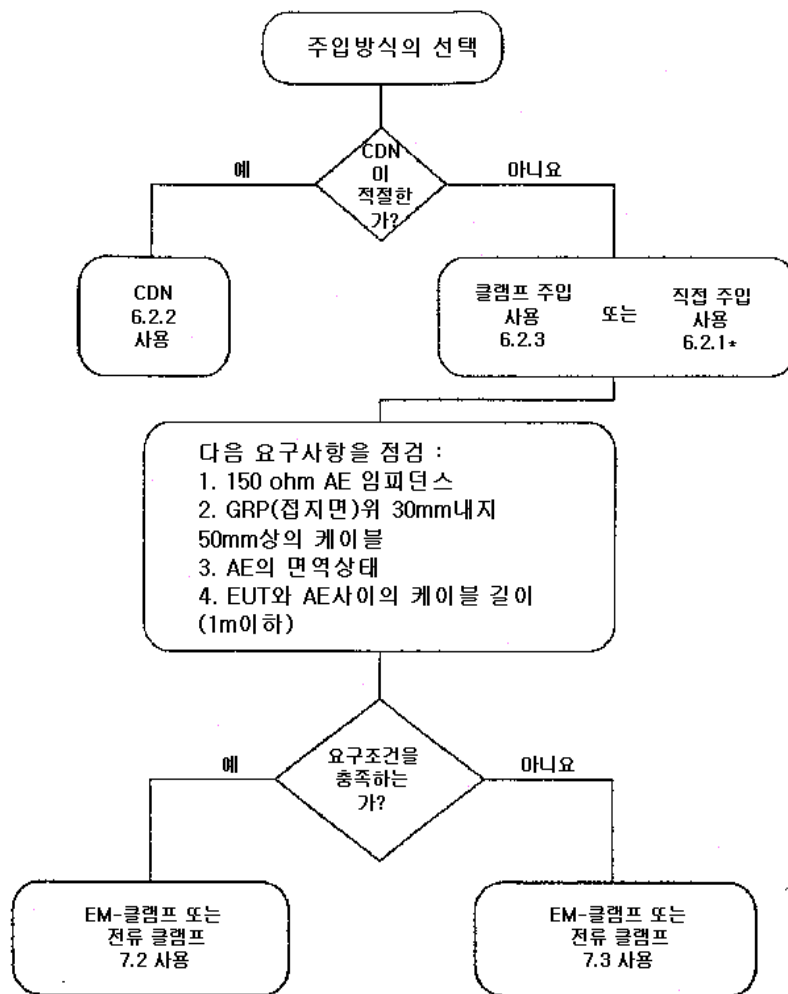 주입방식의 선택
CDN
이
적절한
가?
예
아니요
CDN
6.2.2
사용
클램프 주입
사용
6.2.3
또는
직접 주입
사용
6.2.1*
다음 요구사항을 점검 :
1. 150 ohm AE 임피던스
2. GRP(접지면)위 30mm내지
50mm상의 케이블
3. AE의 면역상태
4. EUT와 AE사이의 케이블 길이
(1m이하)
요구조건을
충족하는
가?
예
아니요
EM-클램프 또는
전류 클램프
7.2 사용
EM-클램프 또는
전류 클램프
7.3 사용